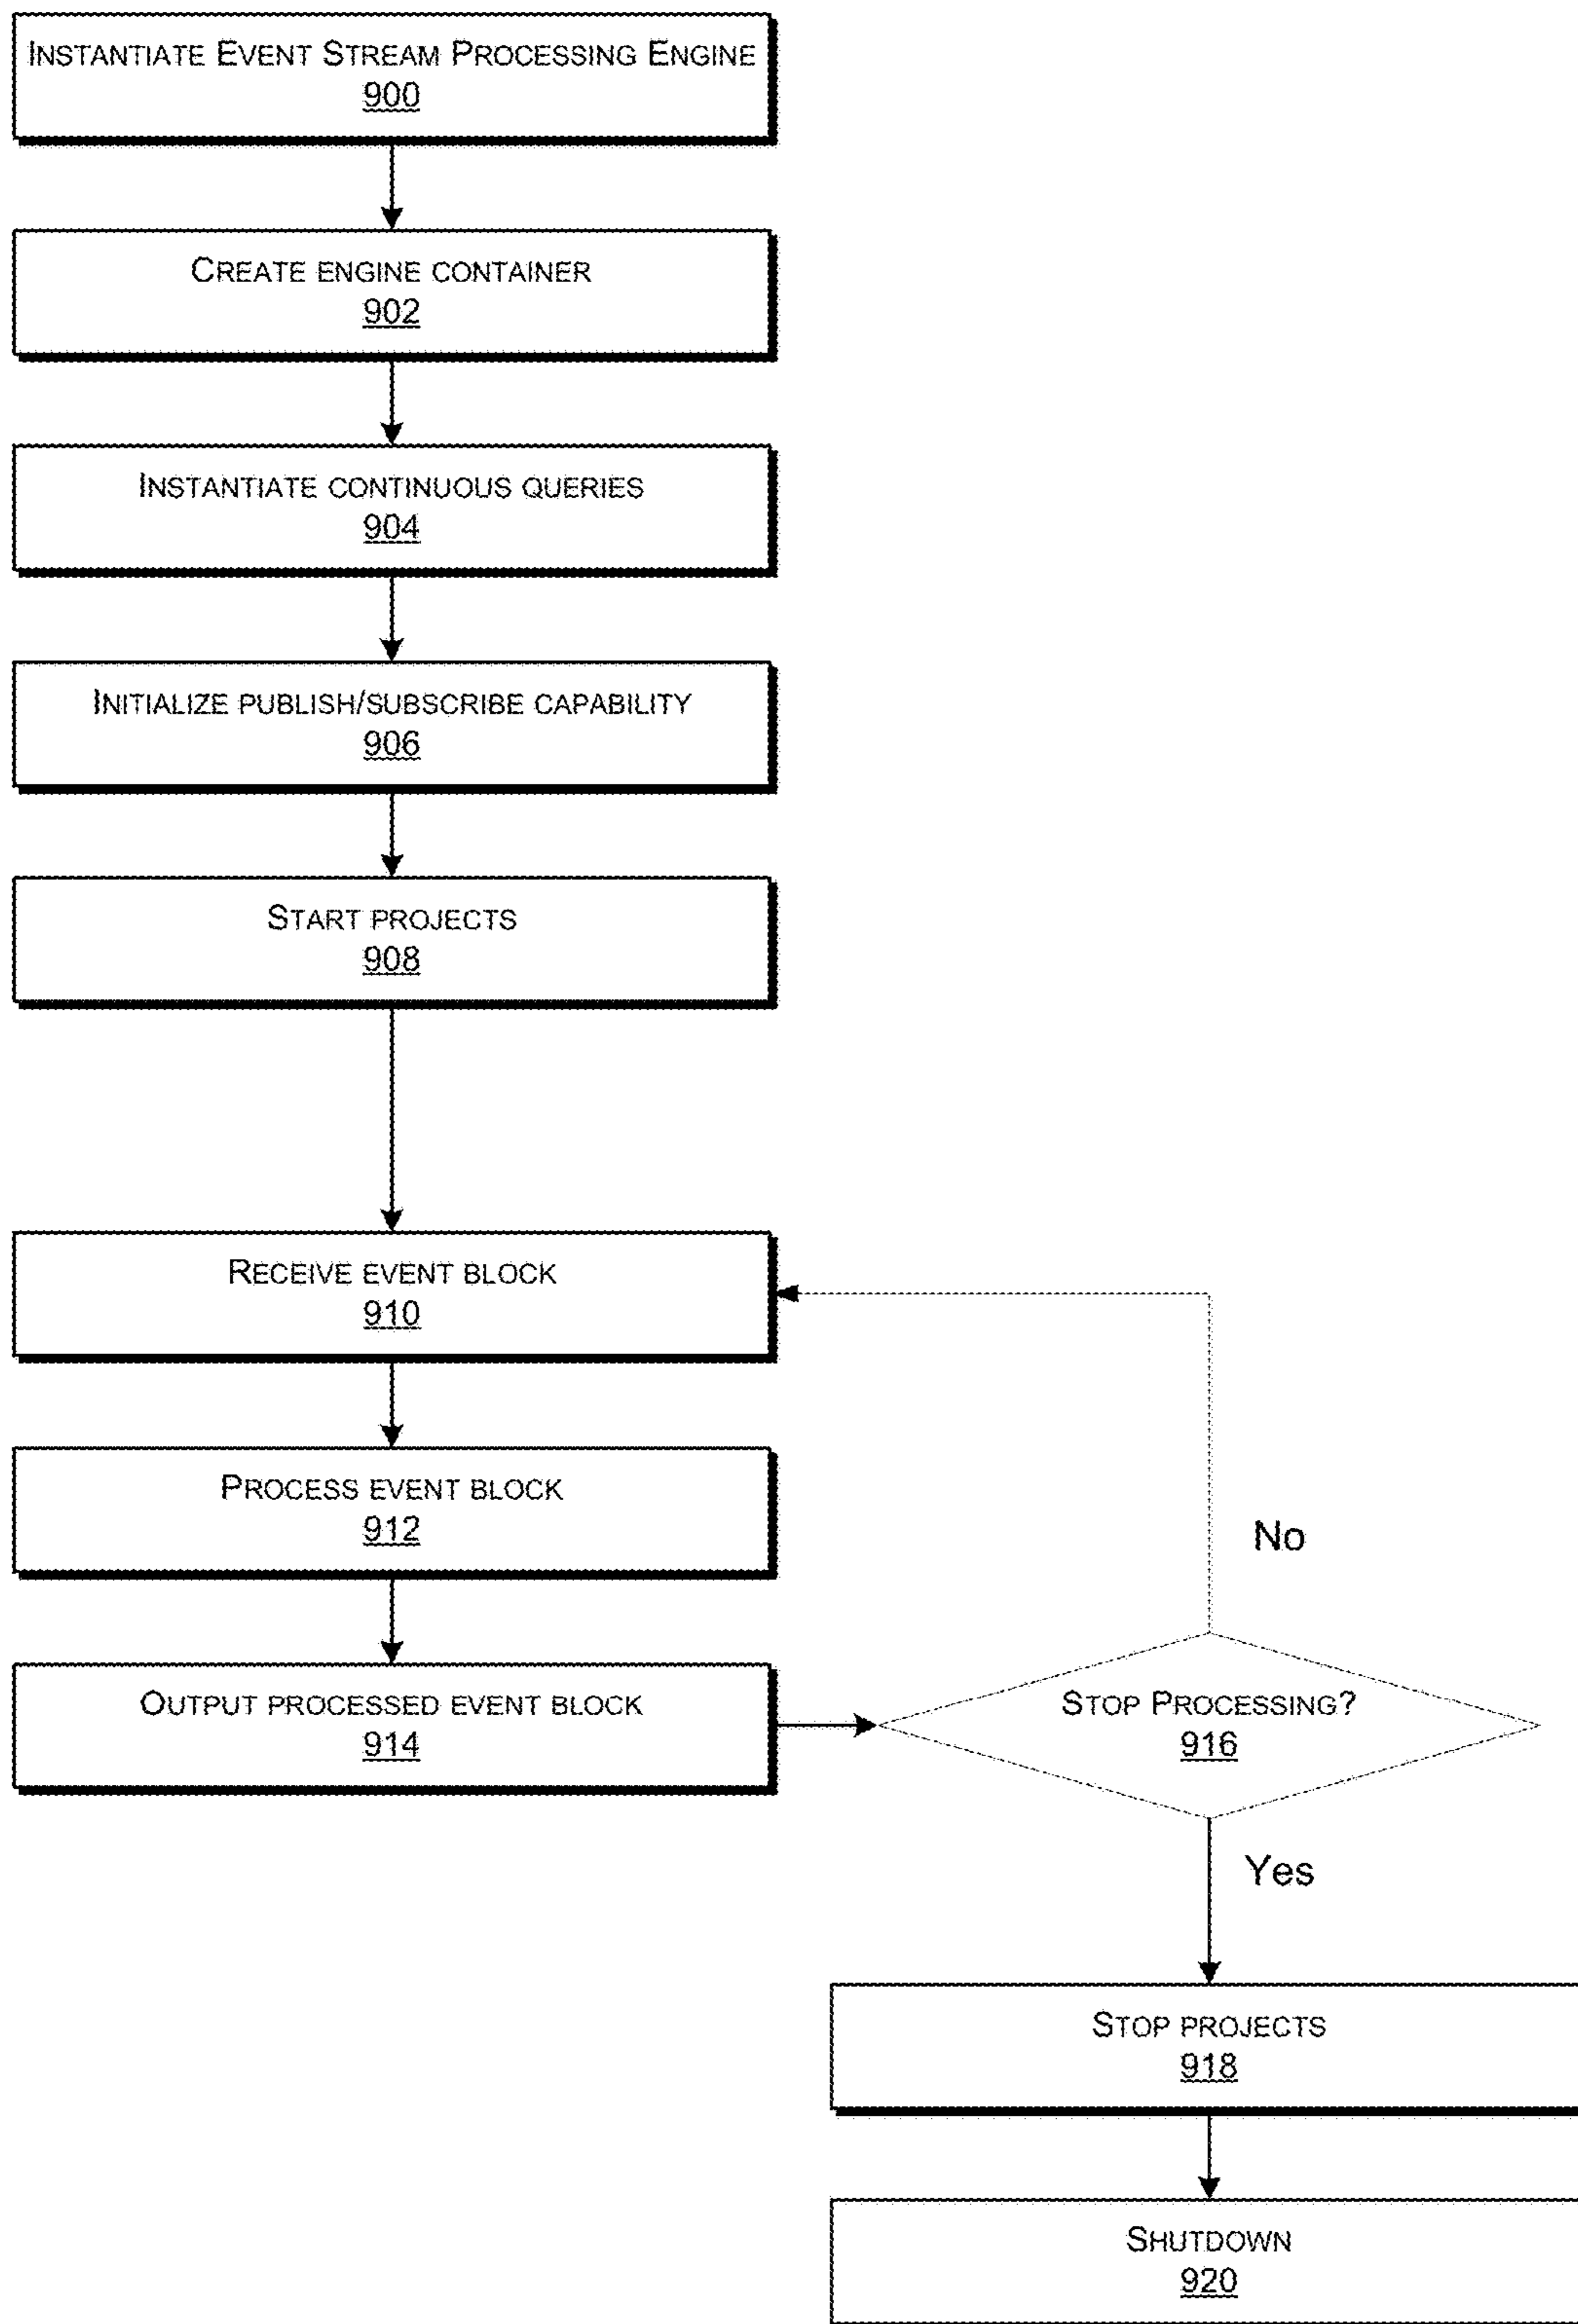 INSTANTIATE EVENT STREAM PROCESSING ENGINE
900
CREATE ENGINE CONTAINER
902
INSTANTIATE CONTINUOUS QUERIES
904
INITIALIZE PUBLISH/SUBSCRIBE CAPABILITY
906
START PROJECTS
908
RECEIVE EVENT BLOCK
910
PROCESS EVENT BLOCK
912
No
OUTPUT PROCESSED EVENT BLOCK
914
STOP PROCESSING?
916
Yes
STOP PROJECTS
918
SHUTDOWN
920